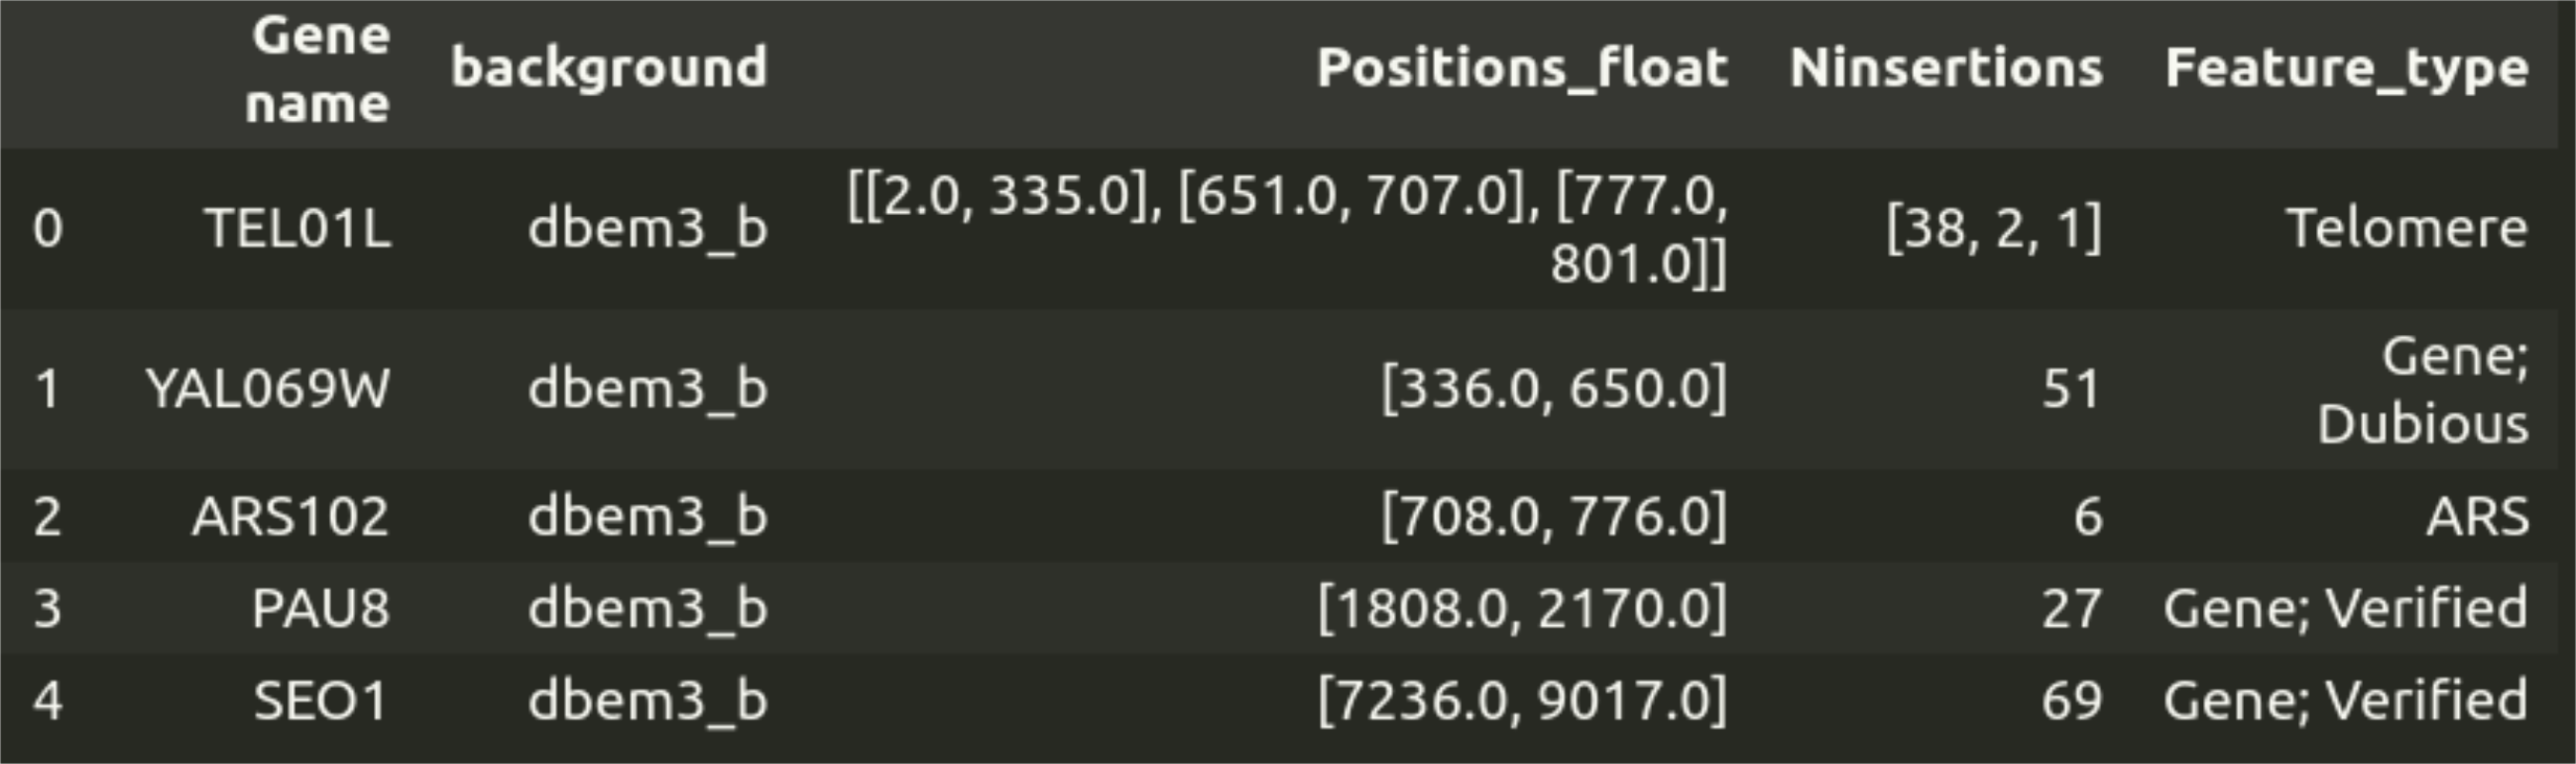 Gene name background Positions_float Ninsertions Feature_type
0 TEL01L dbem3_b [[2.0, 335.0], [651.0, 707.0], [777.0, 801.0]] [38, 2, 1] Telomere
1 YAL069W dbem3_b [336.0, 650.0] 51 Gene; Dubious
2 ARS102 dbem3_b [708.0, 776.0] 6 ARS
3 PAU8 dbem3_b [1808.0, 2170.0] 27 Gene; Verified
4 SEO1 dbem3_b [7236.0, 9017.0] 69 Gene; Verified